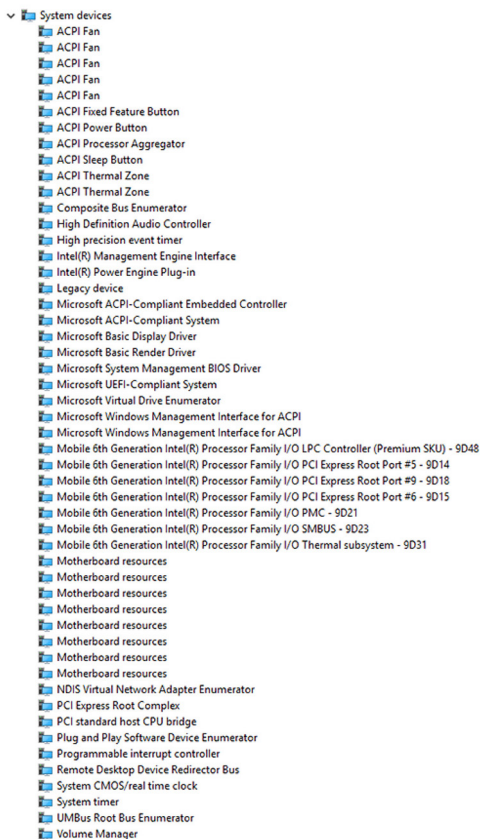 System devices
ACPI Fan
ACPI Fan
ACPI Fan
ACPI Fan
ACPI Fan
ACPI Fixed Feature Button
ACPI Power Button
ACPI Processor Aggregator
ACPI Sleep Button
ACPI Thermal Zone
ACPI Thermal Zone
Composite Bus Enumerator
High Definition Audio Controller
High precision event timer
Intel(R) Management Engine Interface
Intel(R) Power Engine Plug-in
Legacy device
Microsoft ACPI-Compliant Embedded Controller
Microsoft ACPI-Compliant System
Microsoft Basic Display Driver
Microsoft Basic Render Driver
Microsoft System Management BIOS Driver
Microsoft UEFI-Compliant System
Microsoft Virtual Drive Enumerator
Microsoft Windows Management Interface for ACPI
Microsoft Windows Management Interface for ACPI
Mobile 6th Generation Intel(R) Processor Family I/O LPC Controller (Premium SKU) - 9D48
Mobile 6th Generation Intel(R) Processor Family I/O PCI Express Root Port #5 - 9D14
Mobile 6th Generation Intel(R) Processor Family I/O PCI Express Root Port #9 - 9D18
Mobile 6th Generation Intel(R) Processor Family I/O PCI Express Root Port #6 - 9D15
Mobile 6th Generation Intel(R) Processor Family I/O PMC - 9D21
Mobile 6th Generation Intel(R) Processor Family I/O SMBUS - 9D23
Mobile 6th Generation Intel(R) Processor Family I/O Thermal subsystem - 9D31
Motherboard resources
Motherboard resources
Motherboard resources
Motherboard resources
Motherboard resources
Motherboard resources
Motherboard resources
Motherboard resources
NDIS Virtual Network Adapter Enumerator
PCI Express Root Complex
PCI standard host CPU bridge
Plug and Play Software Device Enumerator
Programmable interrupt controller
Remote Desktop Device Redirector Bus
System CMOS/real time clock
System timer
UMBus Root Bus Enumerator
Volume Manager